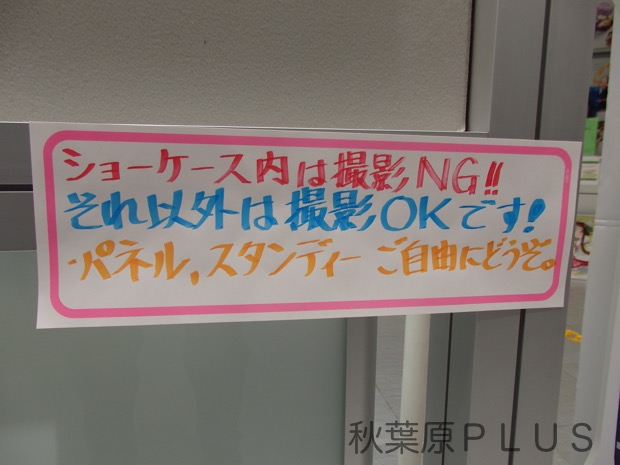 ショーケース内は撮影NG!!
それ以外は撮影OKです!
・パネル,スタンディー ご自由にどうぞ。
秋葉原PLUS